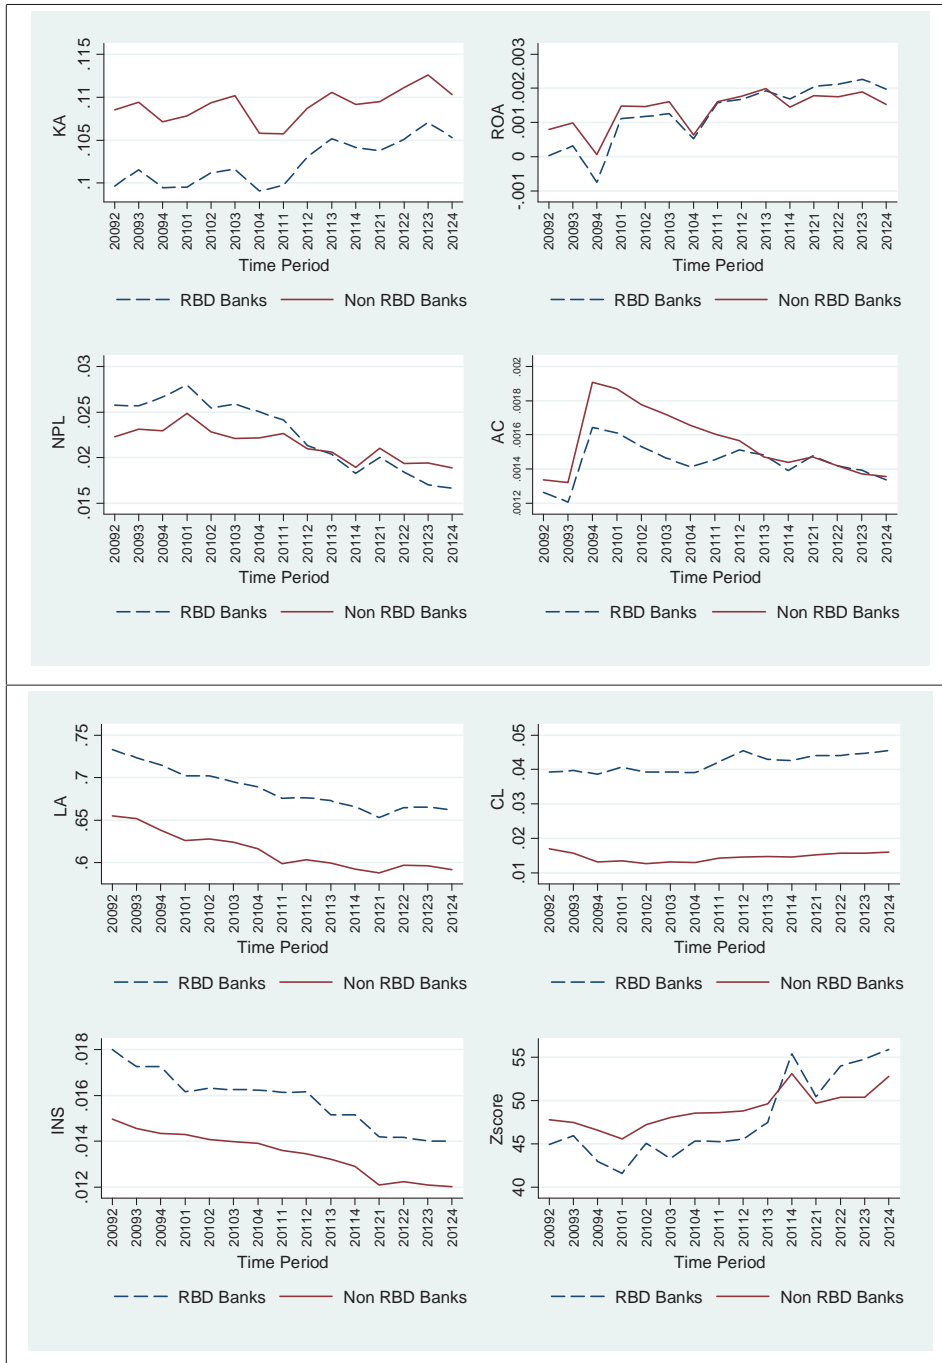 KA
.1 .105 .11 .115
20092 20093 20094 20101 20102 20103 20104 20111 20112 20113 20114 20121 20122 20123 20124
Time Period
RBD Banks Non RBD Banks
ROA
-.001 0 .001 .002 .003
20092 20093 20094 20101 20102 20103 20104 20111 20112 20113 20114 20121 20122 20123 20124
Time Period
RBD Banks Non RBD Banks
NPL
.015 .02 .025 .03
20092 20093 20094 20101 20102 20103 20104 20111 20112 20113 20114 20121 20122 20123 20124
Time Period
RBD Banks Non RBD Banks
AC
.0012 .0014 .0016 .0018 .002
20092 20093 20094 20101 20102 20103 20104 20111 20112 20113 20114 20121 20122 20123 20124
Time Period
RBD Banks Non RBD Banks
LA
.6 .65 .7 .75
20092 20093 20094 20101 20102 20103 20104 20111 20112 20113 20114 20121 20122 20123 20124
Time Period
RBD Banks Non RBD Banks
CL
.01 .02 .03 .04 .05
20092 20093 20094 20101 20102 20103 20104 20111 20112 20113 20114 20121 20122 20123 20124
Time Period
RBD Banks Non RBD Banks
INS
.012 .014 .016 .018
20092 20093 20094 20101 20102 20103 20104 20111 20112 20113 20114 20121 20122 20123 20124
Time Period
RBD Banks Non RBD Banks
Zscore
40 45 50 55
20092 20093 20094 20101 20102 20103 20104 20111 20112 20113 20114 20121 20122 20123 20124
Time Period
RBD Banks Non RBD Banks